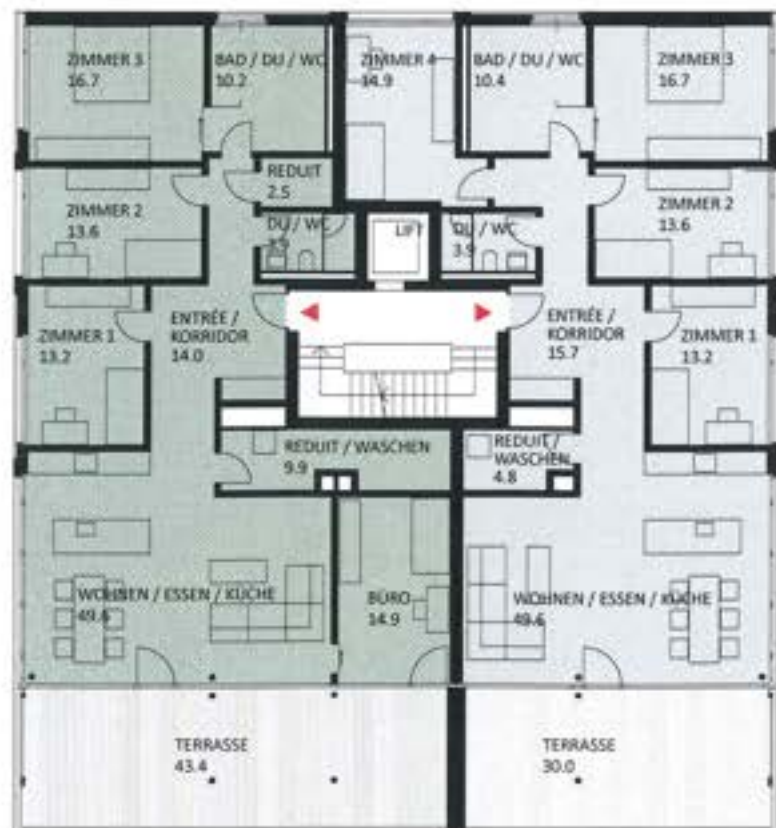 ZIMMER 3
16.7
BAD / DU / WC
10.2
ZIMMER 4
14.9
BAD / DU / WC
10.4
ZIMMER 3
16.7
REDUIT
2.5
ZIMMER 2
13.6
ZIMMER 2
13.6
DU / WC
3.9
LIFT
DU / WC
3.9
ZIMMER 1
13.2
ENTRÉE /
KORRIDOR
14.0
ENTRÉE /
KORRIDOR
15.7
ZIMMER 1
13.2
REDUIT / WASCHEN
9.9
REDUIT /
WASCHEN
4.8
WOHNEN / ESSEN / KÜCHE
49.6
BÜRO
14.9
WOHNEN / ESSEN / KÜCHE
49.6
TERRASSE
43.4
TERRASSE
30.0